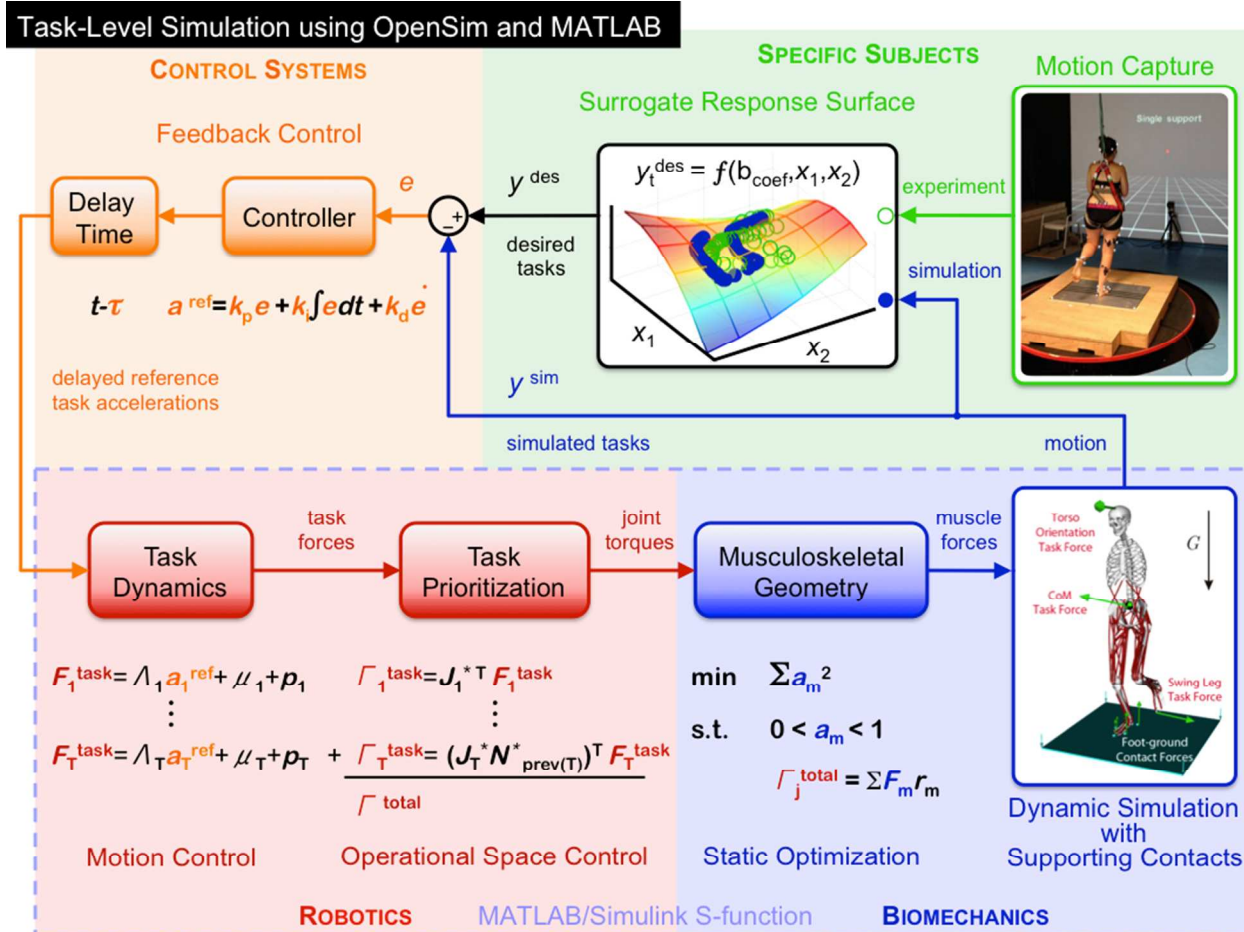 Task-Level Simulation using OpenSim and MATLAB
CONTROL SYSTEMS
SPECIFIC SUBJECTS
Motion Capture
Surrogate Response Surface
Feedback Control
Single support
y_t^des = f(b_coef,x_1,x_2)
e
y^des
experiment
Delay
Time
Controller
+
−
desired
tasks
simulation
t-τ
a^ref=k_p e+k_i∫e dt+k_d ė
x_1
x_2
delayed reference
task accelerations
y^sim
simulated tasks
motion
task
forces
joint
torques
muscle
forces
Torso
Orientation
Task Force
G
Task
Dynamics
Task
Prioritization
Musculoskeletal
Geometry
CoM
Task Force
F_1^task= Λ_1 a_1^ref+ μ_1+p_1
Γ_1^task=J_1^*T F_1^task
min Σa_m^2
⋮
⋮
Swing Leg
Task Force
s.t. 0 < a_m < 1
F_T^task= Λ_T a_T^ref+ μ_T+p_T + Γ_T^task= (J_T^* N^*_prev(T))^T F_T^task
Foot-ground
Contact Forces
Γ_j^total = ΣF_m r_m
Γ^total
Dynamic Simulation
with
Supporting Contacts
Motion Control
Operational Space Control
Static Optimization
ROBOTICS
MATLAB/Simulink S-function
BIOMECHANICS